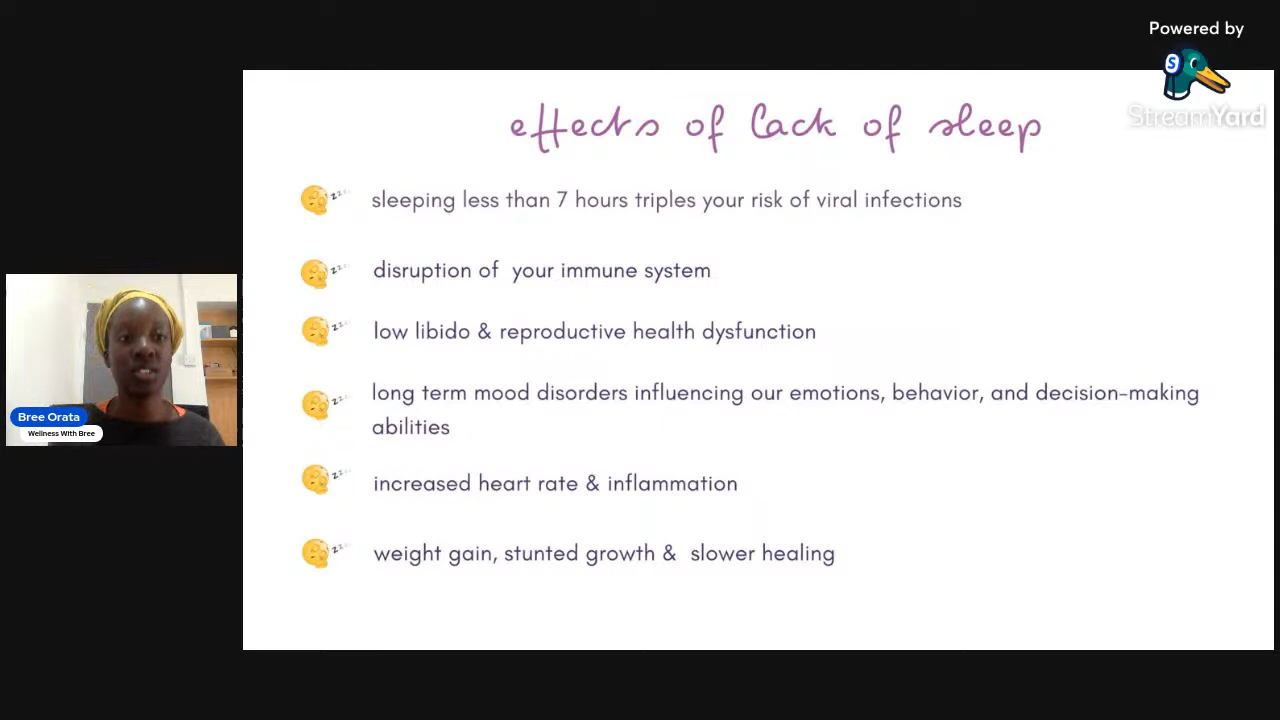 Powered by
StreamYard
effects of lack of sleep
sleeping less than 7 hours triples your risk of viral infections
disruption of your immune system
low libido & reproductive health dysfunction
long term mood disorders influencing our emotions, behavior, and decision-making
abilities
increased heart rate & inflammation
weight gain, stunted growth & slower healing
Bree Orata
Wellness With Bree